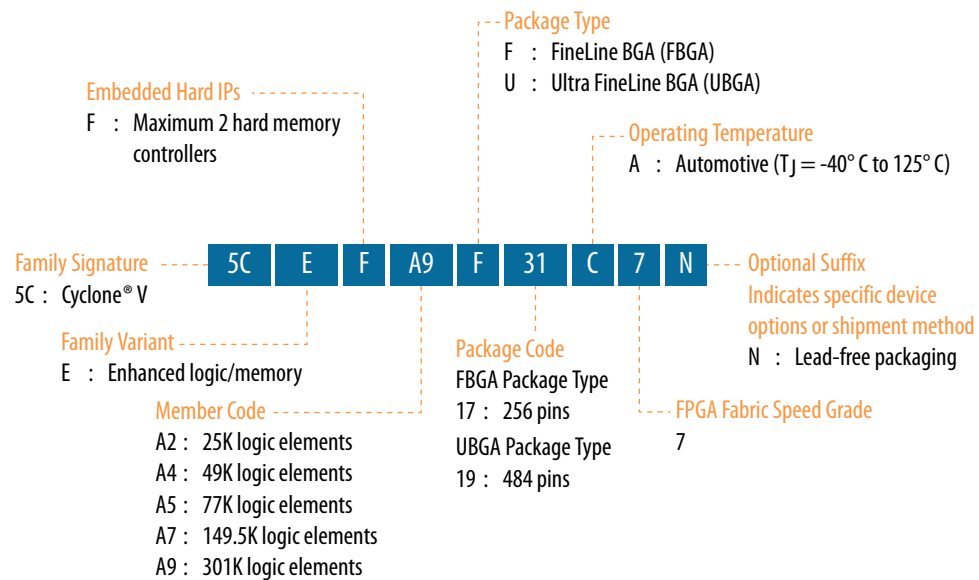 Package Type
F : FineLine BGA (FBGA)
U : Ultra FineLine BGA (UBGA)
Embedded Hard IPs
F : Maximum 2 hard memory
controllers
Operating Temperature
A : Automotive (TJ = -40° C to 125° C)
Family Signature
5C : Cyclone® V
5C E F A9 F 31 C 7 N
Optional Suffix
Indicates specific device
options or shipment method
N : Lead-free packaging
Family Variant
E : Enhanced logic/memory
Member Code
A2 : 25K logic elements
A4 : 49K logic elements
A5 : 77K logic elements
A7 : 149.5K logic elements
A9 : 301K logic elements
Package Code
FBGA Package Type
17 : 256 pins
UBGA Package Type
19 : 484 pins
FPGA Fabric Speed Grade
7